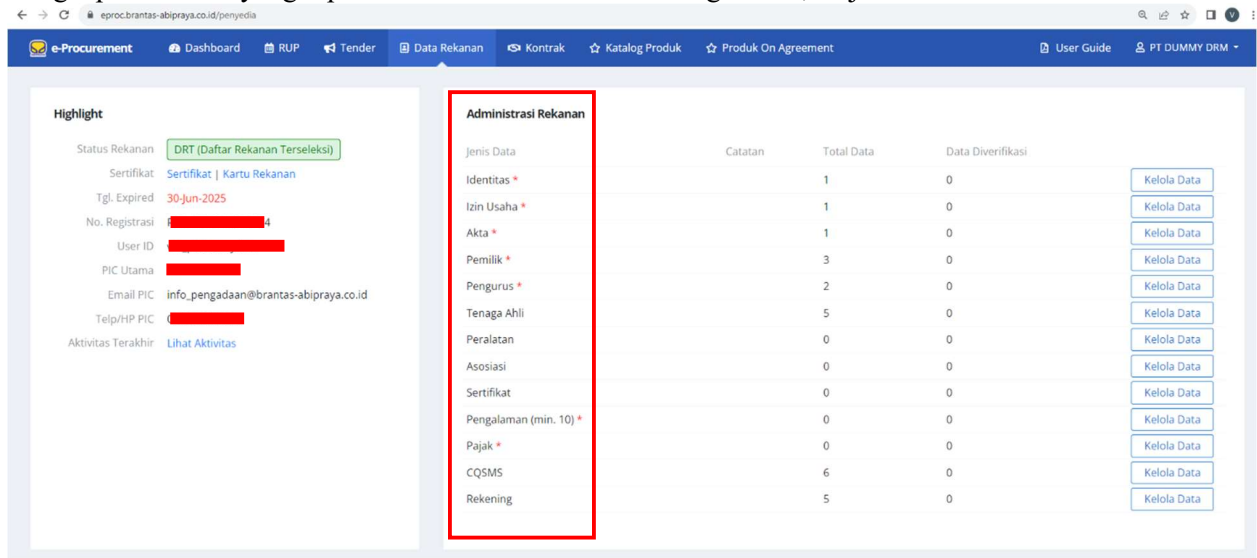 eproc.brantas-abipraya.co.id/penyedia
e-Procurement Dashboard RUP Tender Data Rekanan Kontrak Katalog Produk Produk On Agreement User Guide PT DUMMY DRM
Highlight
Status Rekanan DRT (Daftar Rekanan Terseleksi)
Sertifikat Sertifikat | Kartu Rekanan
Tgl. Expired 30-Jun-2025
No. Registrasi 4
User ID
PIC Utama
Email PIC info_pengadaan@brantas-abipraya.co.id
Telp/HP PIC
Aktivitas Terakhir Lihat Aktivitas
Administrasi Rekanan
Jenis Data Catatan Total Data Data Diverifikasi
Identitas * 1 0 Kelola Data
Izin Usaha * 1 0 Kelola Data
Akta * 1 0 Kelola Data
Pemilik * 3 0 Kelola Data
Pengurus * 2 0 Kelola Data
Tenaga Ahli 5 0 Kelola Data
Peralatan 0 0 Kelola Data
Asosiasi 0 0 Kelola Data
Sertifikat 0 0 Kelola Data
Pengalaman (min. 10) * 0 0 Kelola Data
Pajak * 0 0 Kelola Data
CQSMS 6 0 Kelola Data
Rekening 5 0 Kelola Data